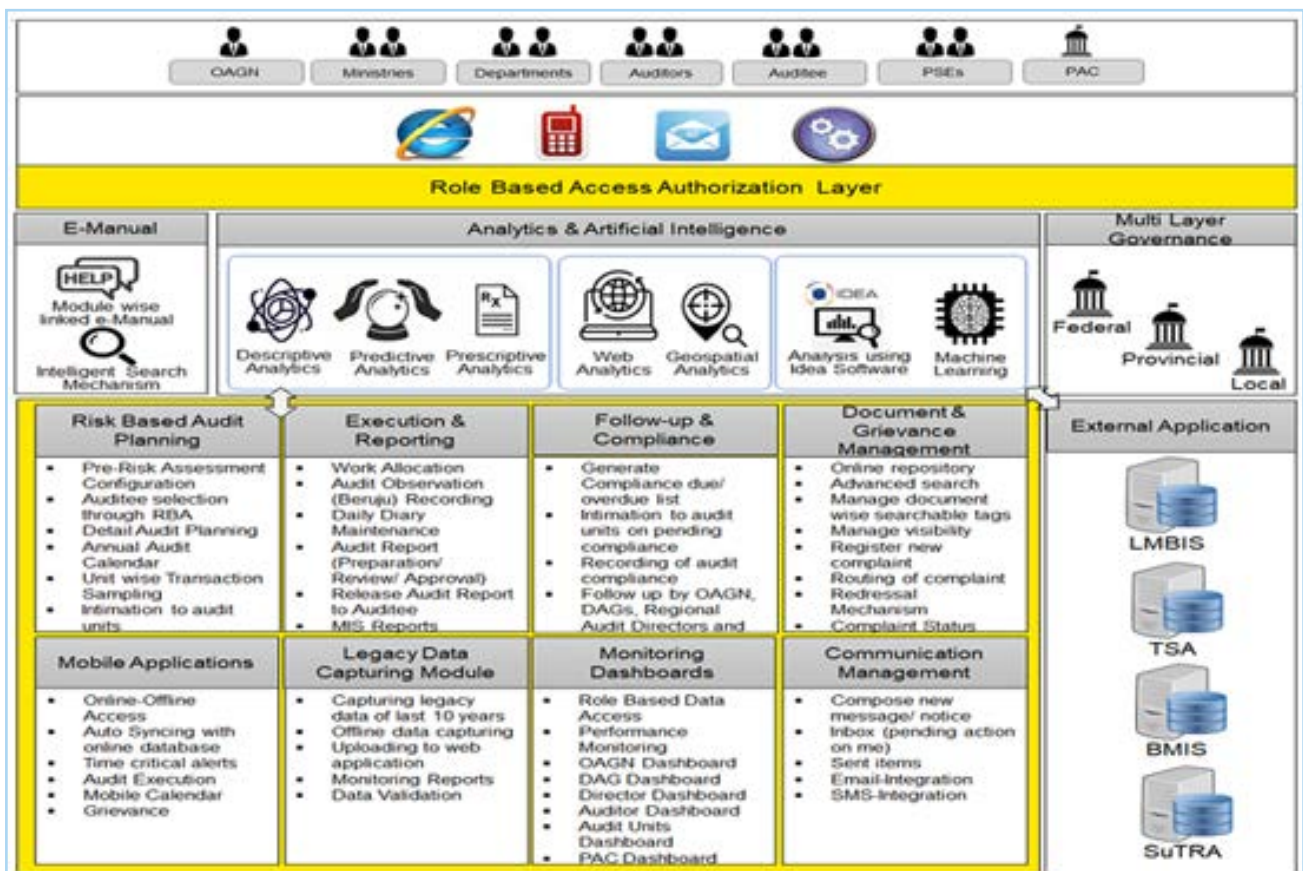 OAGN
Ministries
Departments
Auditors
Auditee
PSEs
PAC
Role Based Access Authorization Layer
E-Manual
HELP
Module wise
linked e-Manual
Intelligent Search
Mechanism
Analytics & Artificial Intelligence
Descriptive
Analytics
Predictive
Analytics
Rx
Prescriptive
Analytics
Web
Analytics
Geospatial
Analytics
IDEA
Analysis using
Idea Software
Machine
Learning
Multi Layer
Governance
Federal
Provincial
Local
Risk Based Audit
Planning
• Pre-Risk Assessment
Configuration
• Auditee selection
through RBA
• Detail Audit Planning
• Annual Audit
Calendar
• Unit wise Transaction
Sampling
• Intimation to audit
units
Execution &
Reporting
• Work Allocation
• Audit Observation
(Beruju) Recording
• Daily Diary
Maintenance
• Audit Report
(Preparation/
Review/ Approval)
• Release Audit Report
to Auditee
• MIS Reports
Follow-up &
Compliance
• Generate
Compliance due/
overdue list
• Intimation to audit
units on pending
compliance
• Recording of audit
compliance
• Follow up by OAGN,
DAGs, Regional
Audit Directors and
Document &
Grievance
Management
• Online repository
• Advanced search
• Manage document
wise searchable tags
• Manage visibility
• Register new
complaint
• Routing of complaint
• Redressal
Mechanism
• Complaint Status
External Application
LMBIS
TSA
BMIS
SuTRA
Mobile Applications
• Online-Offline
Access
• Auto Syncing with
online database
• Time critical alerts
• Audit Execution
• Mobile Calendar
• Grievance
Legacy Data
Capturing Module
• Capturing legacy
data of last 10 years
• Offline data capturing
• Uploading to web
application
• Monitoring Reports
• Data Validation
Monitoring
Dashboards
• Role Based Data
Access
• Performance
Monitoring
• OAGN Dashboard
• DAG Dashboard
• Director Dashboard
• Auditor Dashboard
• Audit Units
Dashboard
• PAC Dashboard
Communication
Management
• Compose new
message/ notice
• Inbox (pending action
on me)
• Sent items
• Email-Integration
• SMS-Integration